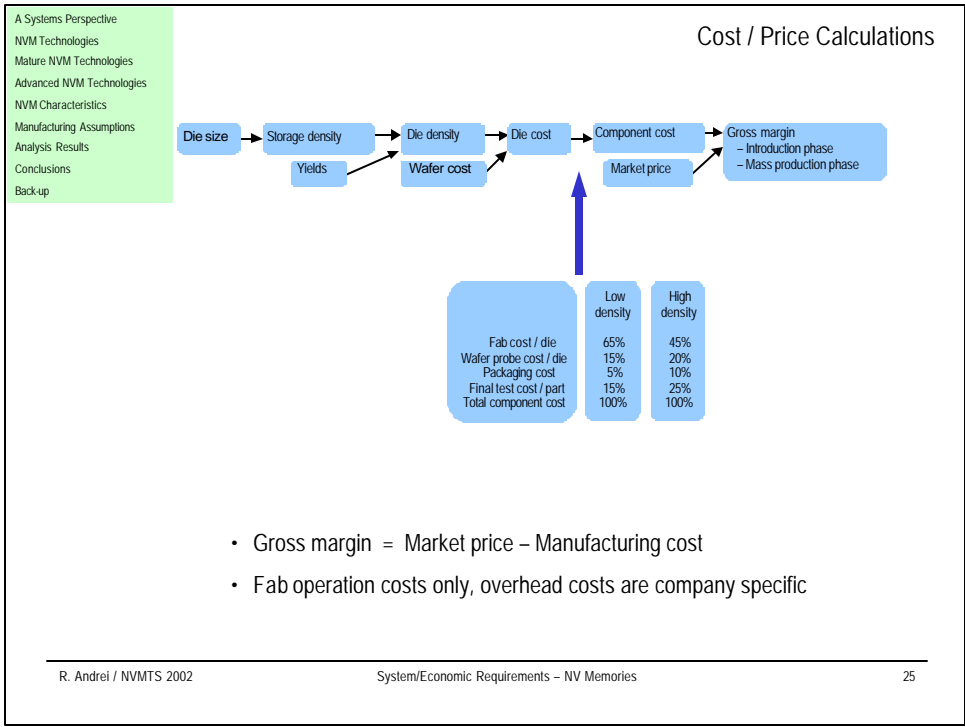 A Systems Perspective
NVM Technologies
Mature NVM Technologies
Advanced NVM Technologies
NVM Characteristics
Manufacturing Assumptions
Analysis Results
Conclusions
Back-up
Cost / Price Calculations
Die size
Storage density
Die density
Die cost
Component cost
Gross margin
– Introduction phase
– Mass production phase
Yields
Wafer cost
Market price
Low density
High density
Fab cost / die 65% 45%
Wafer probe cost / die 15% 20%
Packaging cost 5% 10%
Final test cost / part 15% 25%
Total component cost 100% 100%
• Gross margin = Market price – Manufacturing cost
• Fab operation costs only, overhead costs are company specific
R. Andrei / NVMTS 2002 System/Economic Requirements – NV Memories 25